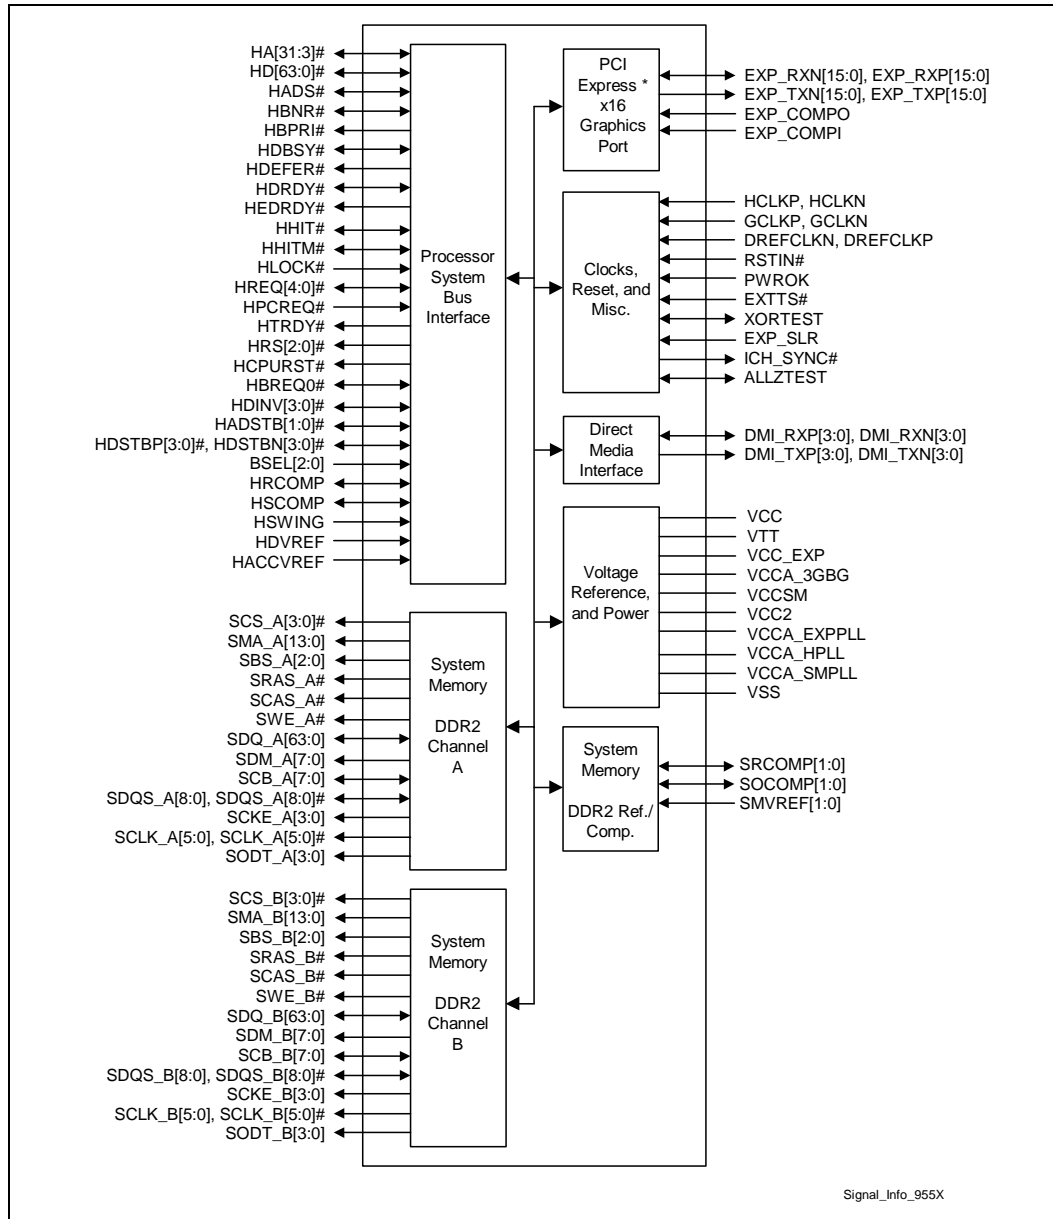 HA[31:3]#
HD[63:0]#
HADS#
HBNR#
HBPRI#
HDBSY#
HDEFER#
HDRDY#
HEDRDY#
HHIT#
HHITM#
HLOCK#
HREQ[4:0]#
HPCREQ#
HTRDY#
HRS[2:0]#
HCPURST#
HBREQ0#
HDINV[3:0]#
HADSTB[1:0]#
HDSTBP[3:0]#, HDSTBN[3:0]#
BSEL[2:0]
HRCOMP
HSCOMP
HSWING
HDVREF
HACCVREF
Processor
System
Bus
Interface
SCS_A[3:0]#
SMA_A[13:0]
SBS_A[2:0]
SRAS_A#
SCAS_A#
SWE_A#
SDQ_A[63:0]
SDM_A[7:0]
SCB_A[7:0]
SDQS_A[8:0], SDQS_A[8:0]#
SCKE_A[3:0]
SCLK_A[5:0], SCLK_A[5:0]#
SODT_A[3:0]
System
Memory
DDR2
Channel
A
SCS_B[3:0]#
SMA_B[13:0]
SBS_B[2:0]
SRAS_B#
SCAS_B#
SWE_B#
SDQ_B[63:0]
SDM_B[7:0]
SCB_B[7:0]
SDQS_B[8:0], SDQS_B[8:0]#
SCKE_B[3:0]
SCLK_B[5:0], SCLK_B[5:0]#
SODT_B[3:0]
System
Memory
DDR2
Channel
B
PCI
Express *
x16
Graphics
Port
EXP_RXN[15:0], EXP_RXP[15:0]
EXP_TXN[15:0], EXP_TXP[15:0]
EXP_COMPO
EXP_COMPI
Clocks,
Reset, and
Misc.
HCLKP, HCLKN
GCLKP, GCLKN
DREFCLKN, DREFCLKP
RSTIN#
PWROK
EXTTS#
XORTEST
EXP_SLR
ICH_SYNC#
ALLZTEST
Direct
Media
Interface
DMI_RXP[3:0], DMI_RXN[3:0]
DMI_TXP[3:0], DMI_TXN[3:0]
Voltage
Reference,
and Power
VCC
VTT
VCC_EXP
VCCA_3GBG
VCCSM
VCC2
VCCA_EXPPLL
VCCA_HPLL
VCCA_SMPLL
VSS
System
Memory
DDR2 Ref./
Comp.
SRCOMP[1:0]
SOCOMP[1:0]
SMVREF[1:0]
Signal_Info_955X